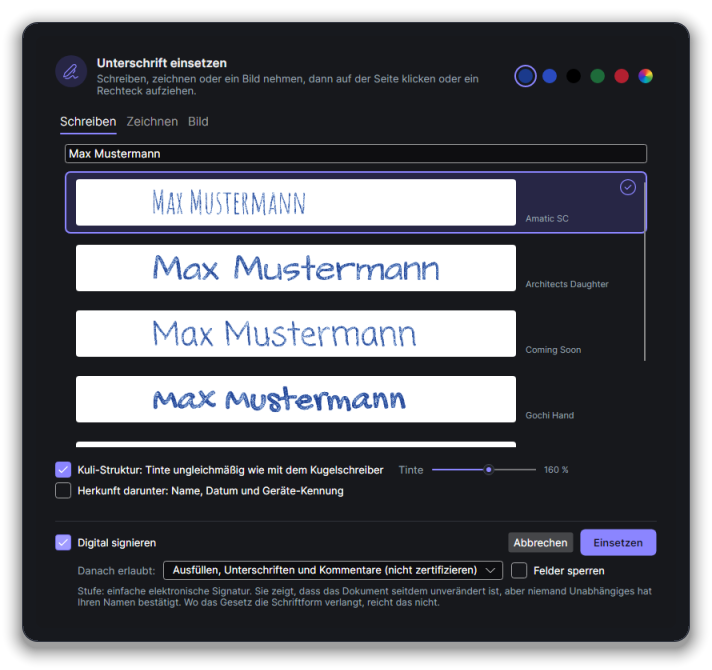 Unterschrift einsetzen
Schreiben, zeichnen oder ein Bild nehmen, dann auf der Seite klicken oder ein
Rechteck aufziehen.
Schreiben Zeichnen Bild
Max Mustermann
Max Mustermann
Amatic SC
Max Mustermann
Architects Daughter
Max Mustermann
Coming Soon
Max Mustermann
Gochi Hand
Kuli-Struktur: Tinte ungleichmäßig wie mit dem Kugelschreiber Tinte 160 %
Herkunft darunter: Name, Datum und Geräte-Kennung
Digital signieren Abbrechen Einsetzen
Danach erlaubt: Ausfüllen, Unterschriften und Kommentare (nicht zertifizieren) Felder sperren
Stufe: einfache elektronische Signatur. Sie zeigt, dass das Dokument seitdem unverändert ist, aber niemand Unabhängiges hat
Ihren Namen bestätigt. Wo das Gesetz die Schriftform verlangt, reicht das nicht.